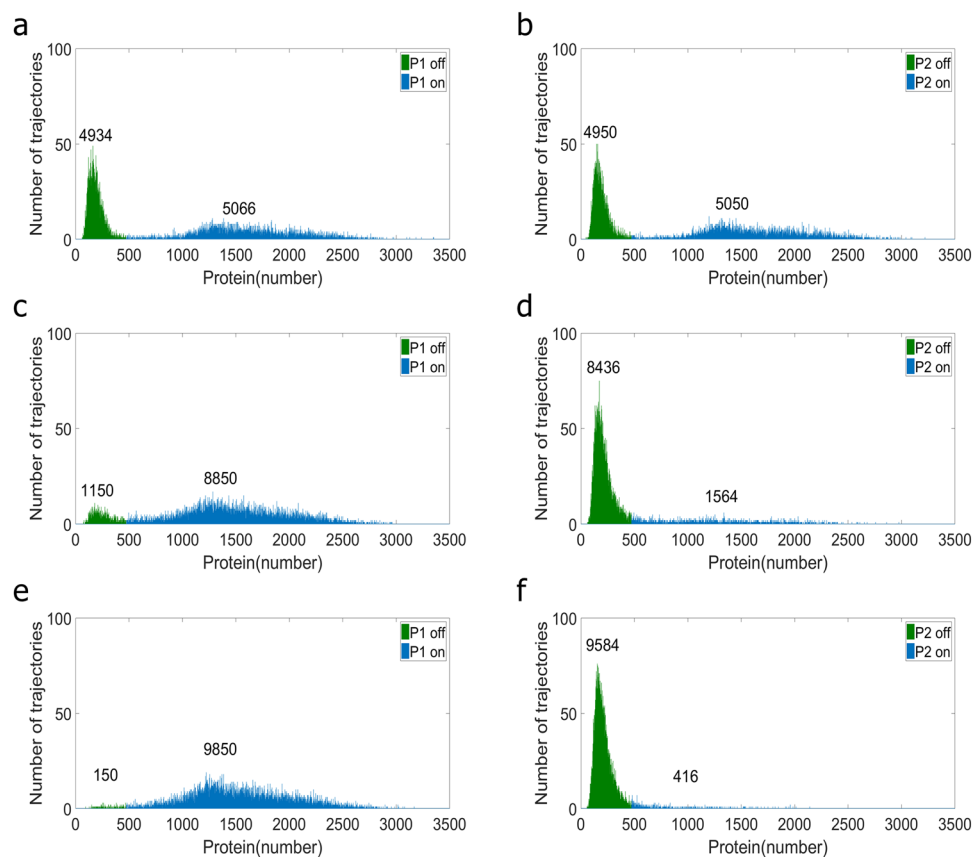 a
100
50
0
Number of trajectories
4934
5066
P1 off
P1 on
0 500 1000 1500 2000 2500 3000 3500
Protein(number)
b
100
50
0
Number of trajectories
4950
5050
P2 off
P2 on
0 500 1000 1500 2000 2500 3000 3500
Protein(number)
c
100
50
0
Number of trajectories
1150
8850
P1 off
P1 on
0 500 1000 1500 2000 2500 3000 3500
Protein(number)
d
100
50
0
Number of trajectories
8436
1564
P2 off
P2 on
0 500 1000 1500 2000 2500 3000 3500
Protein(number)
e
100
50
0
Number of trajectories
150
9850
P1 off
P1 on
0 500 1000 1500 2000 2500 3000 3500
Protein(number)
f
100
50
0
Number of trajectories
9584
416
P2 off
P2 on
0 500 1000 1500 2000 2500 3000 3500
Protein(number)